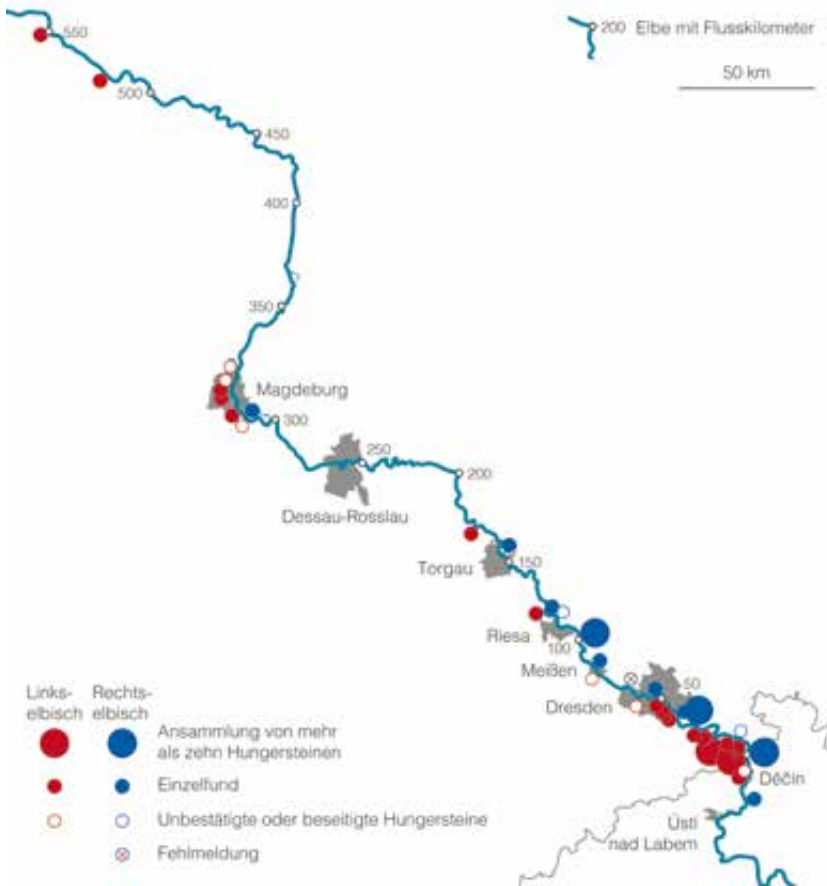 550
200 Elbe mit Flusskilometer
50 km
500
450
400
350
Magdeburg
300
250
200
Dessau-Rosslau
Torgau
150
Riesa
100
Meißen
50
Dresden
Děčín
Ústí
nad Labem
Links-
elbisch
Rechts-
elbisch
Ansammlung von mehr
als zehn Hungersteinen
Einzelfund
Unbestätigte oder beseitigte Hungersteine
Fehlmeldung